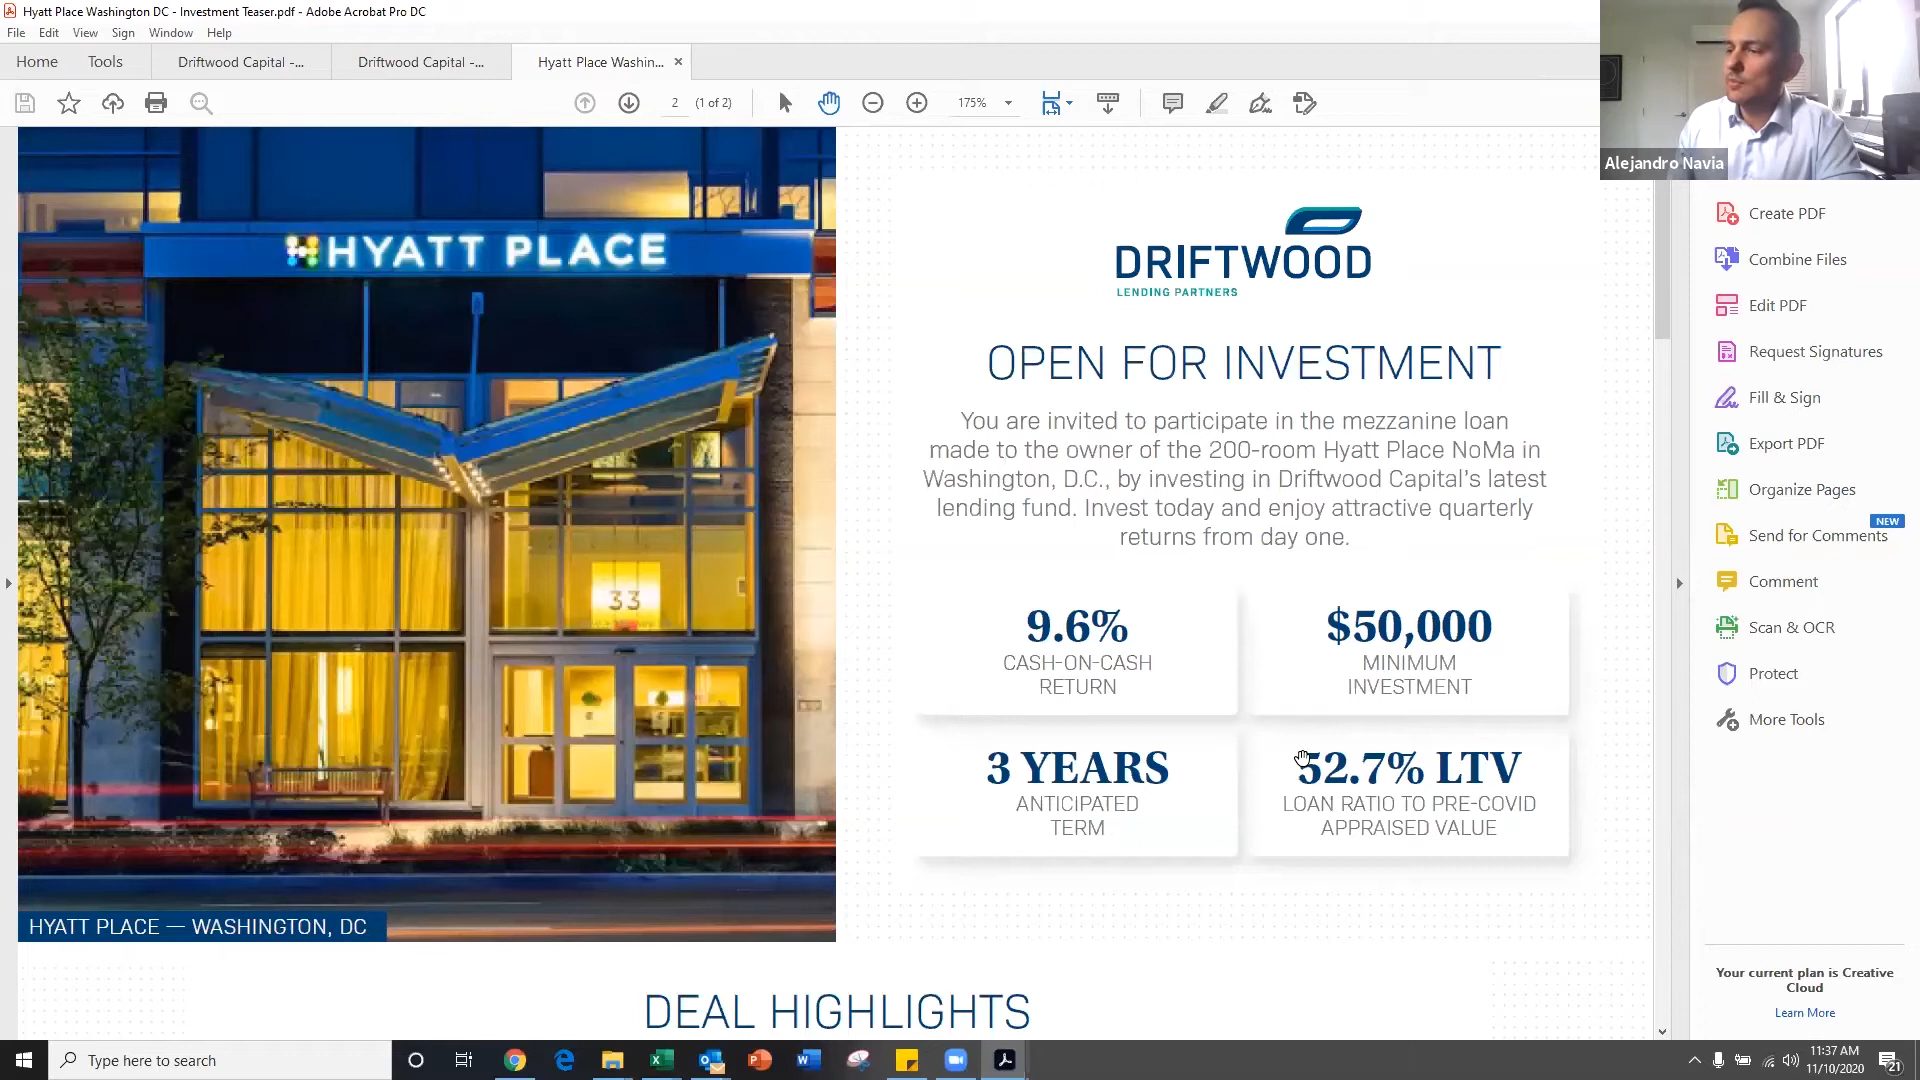 Hyatt Place Washington DC - Investment Teaser.pdf - Adobe Acrobat Pro DC
File Edit View Sign Window Help
Home Tools Driftwood Capital -... Driftwood Capital -... Hyatt Place Washin... ×
2 (1 of 2) 175%
Alejandro Navia
HYATT PLACE
33
HYATT PLACE — WASHINGTON, DC
DRIFTWOOD
LENDING PARTNERS
OPEN FOR INVESTMENT
You are invited to participate in the mezzanine loan
made to the owner of the 200-room Hyatt Place NoMa in
Washington, D.C., by investing in Driftwood Capital's latest
lending fund. Invest today and enjoy attractive quarterly
returns from day one.
9.6%
CASH-ON-CASH
RETURN
$50,000
MINIMUM
INVESTMENT
3 YEARS
ANTICIPATED
TERM
52.7% LTV
LOAN RATIO TO PRE-COVID
APPRAISED VALUE
DEAL HIGHLIGHTS
Create PDF
Combine Files
Edit PDF
Request Signatures
Fill & Sign
Export PDF
Organize Pages
NEW
Send for Comments
Comment
Scan & OCR
Protect
More Tools
Your current plan is Creative
Cloud
Learn More
Type here to search
11:37 AM
11/10/2020
21